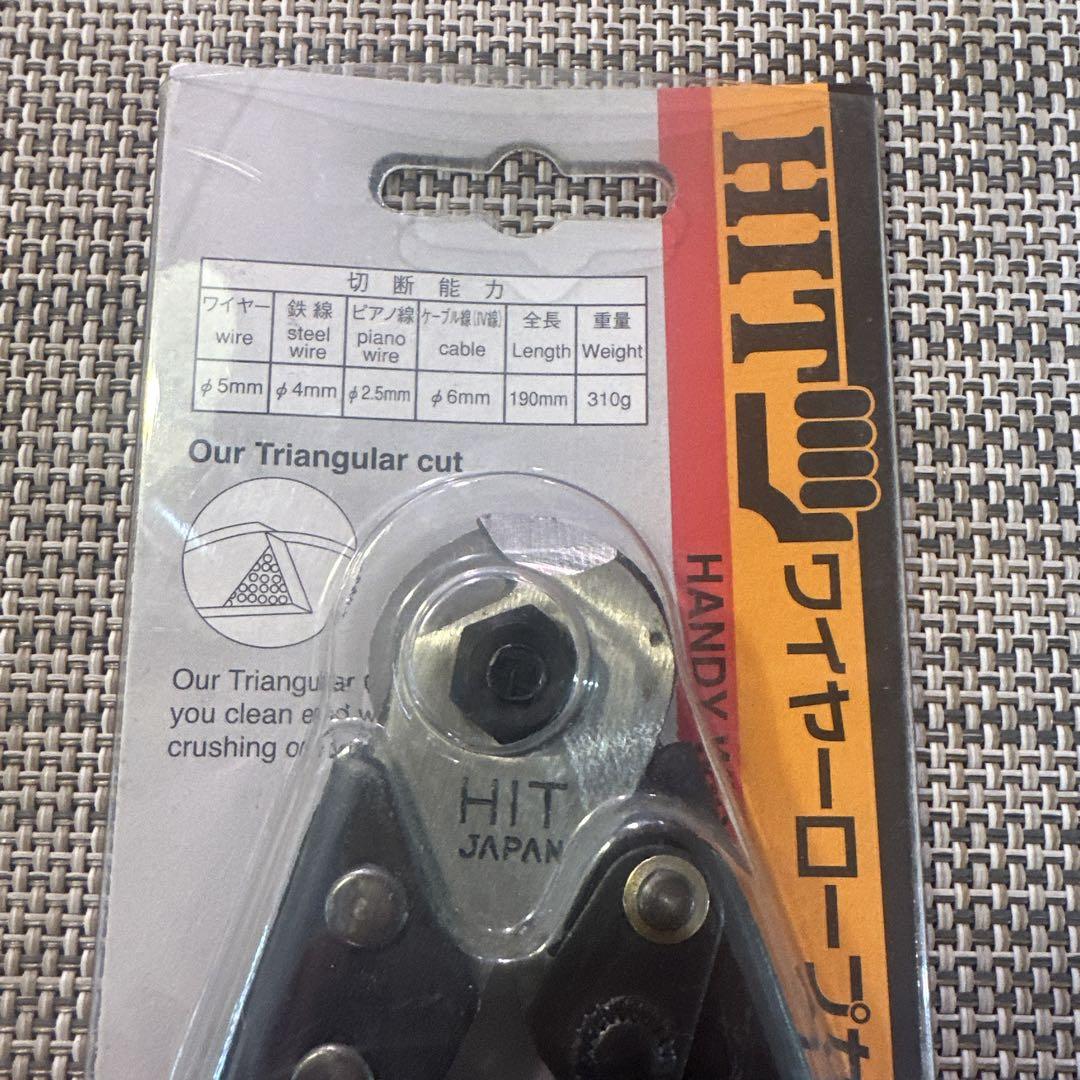 切断能力
ワイヤー 鉄線 ピアノ線 ケーブル線(IV線) 全長 重量
wire steel wire piano wire cable Length Weight
φ5mm φ4mm φ2.5mm φ6mm 190mm 310g
Our Triangular cut
Our Triangular
you clean
crushing
HIT
JAPAN
HIT
ワイヤーロープ
HANDY